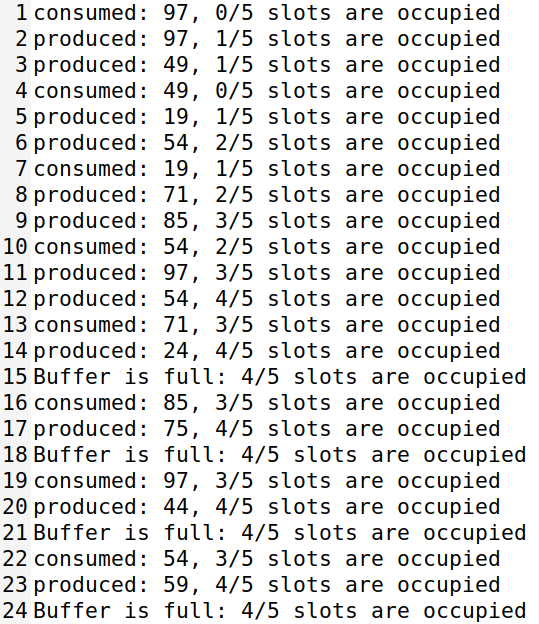 1 consumed: 97, 0/5 slots are occupied
2 produced: 97, 1/5 slots are occupied
3 produced: 49, 1/5 slots are occupied
4 consumed: 49, 0/5 slots are occupied
5 produced: 19, 1/5 slots are occupied
6 produced: 54, 2/5 slots are occupied
7 consumed: 19, 1/5 slots are occupied
8 produced: 71, 2/5 slots are occupied
9 produced: 85, 3/5 slots are occupied
10 consumed: 54, 2/5 slots are occupied
11 produced: 97, 3/5 slots are occupied
12 produced: 54, 4/5 slots are occupied
13 consumed: 71, 3/5 slots are occupied
14 produced: 24, 4/5 slots are occupied
15 Buffer is full: 4/5 slots are occupied
16 consumed: 85, 3/5 slots are occupied
17 produced: 75, 4/5 slots are occupied
18 Buffer is full: 4/5 slots are occupied
19 consumed: 97, 3/5 slots are occupied
20 produced: 44, 4/5 slots are occupied
21 Buffer is full: 4/5 slots are occupied
22 consumed: 54, 3/5 slots are occupied
23 produced: 59, 4/5 slots are occupied
24 Buffer is full: 4/5 slots are occupied